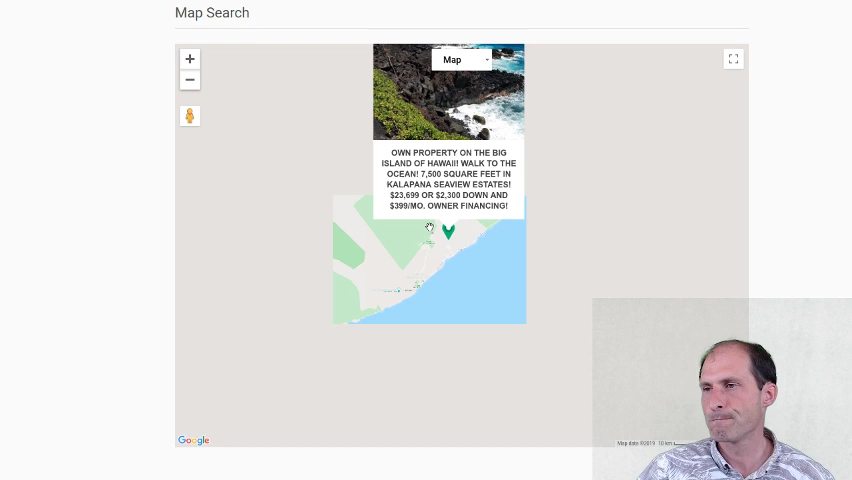 Map Search
Map
OWN PROPERTY ON THE BIG
ISLAND OF HAWAII! WALK TO THE
OCEAN! 7,500 SQUARE FEET IN
KALAPANA SEAVIEW ESTATES!
$23,699 OR $2,300 DOWN AND
$399/MO. OWNER FINANCING!
Google
Map data ©2019 10 km